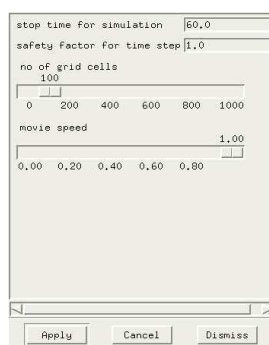 stop time for simulation 60.0
safety factor for time step 1.0
no of grid cells
100
0 200 400 600 800 1000
movie speed
1.00
0.00 0.20 0.40 0.60 0.80
Apply Cancel Dismiss